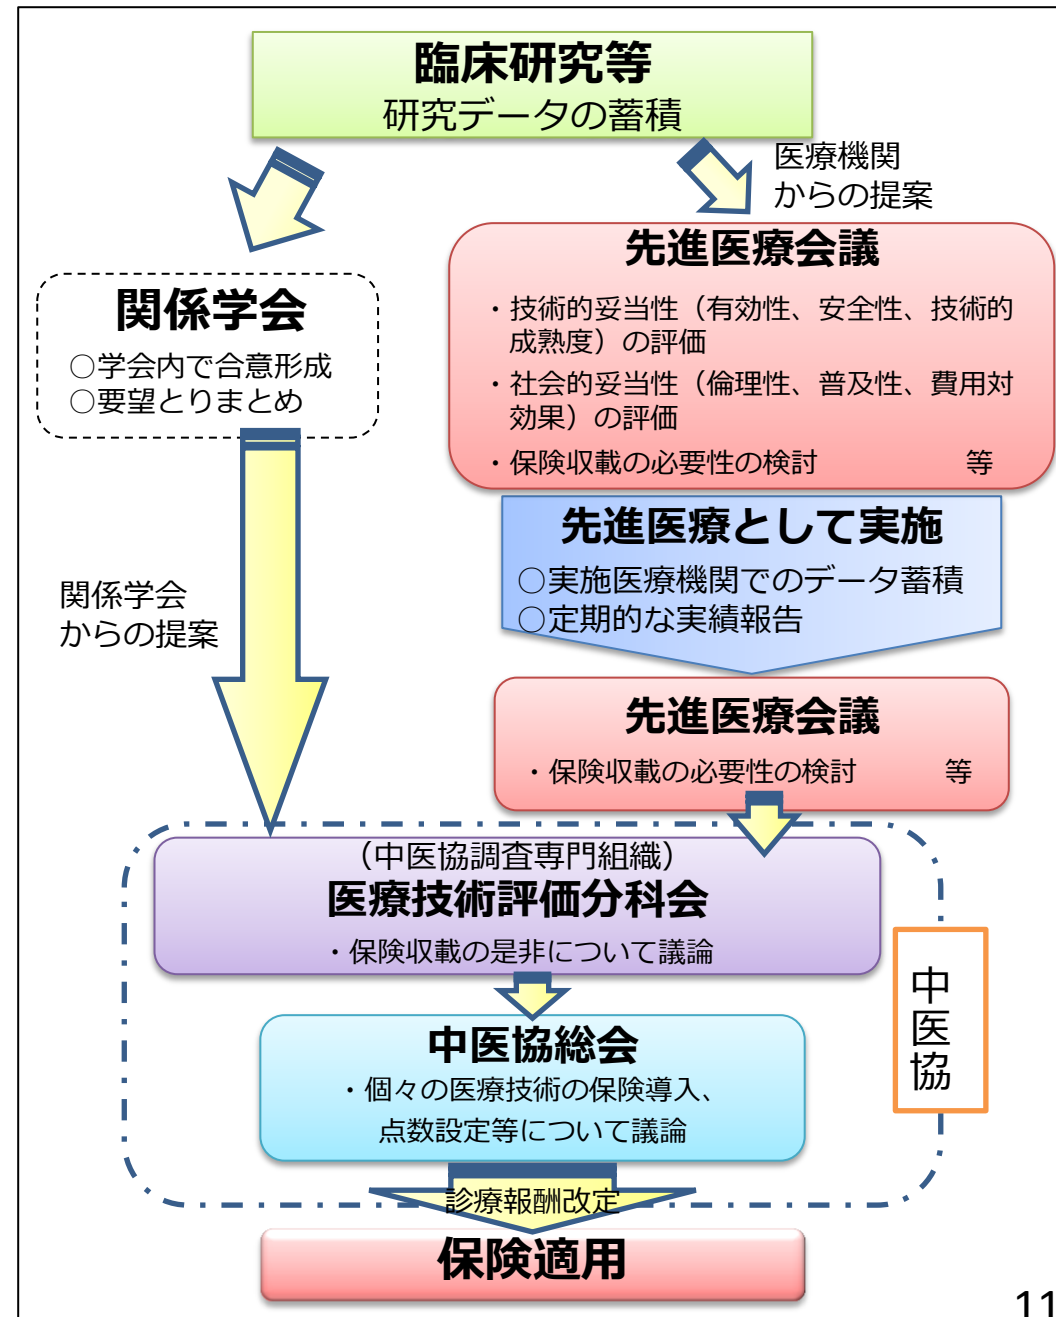 臨床研究等
研究データの蓄積
医療機関
からの提案
先進医療会議
・技術的妥当性（有効性、安全性、技術的
成熟度）の評価
・社会的妥当性（倫理性、普及性、費用対
効果）の評価
・保険収載の必要性の検討　　　　　　　等
関係学会
○学会内で合意形成
○要望とりまとめ
先進医療として実施
○実施医療機関でのデータ蓄積
○定期的な実績報告
関係学会
からの提案
先進医療会議
・保険収載の必要性の検討　　　　等
（中医協調査専門組織）
医療技術評価分科会
・保険収載の是非について議論
中医協
中医協総会
・個々の医療技術の保険導入、
点数設定等について議論
診療報酬改定
保険適用
11